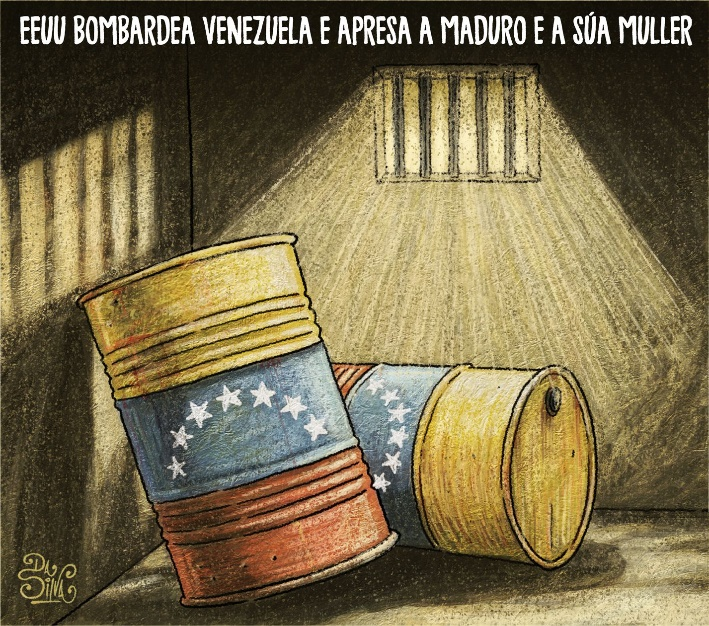 EEUU BOMBARDEA VENEZUELA E APRESA A MADURO E A SÚA MULLER
DA
SILVA